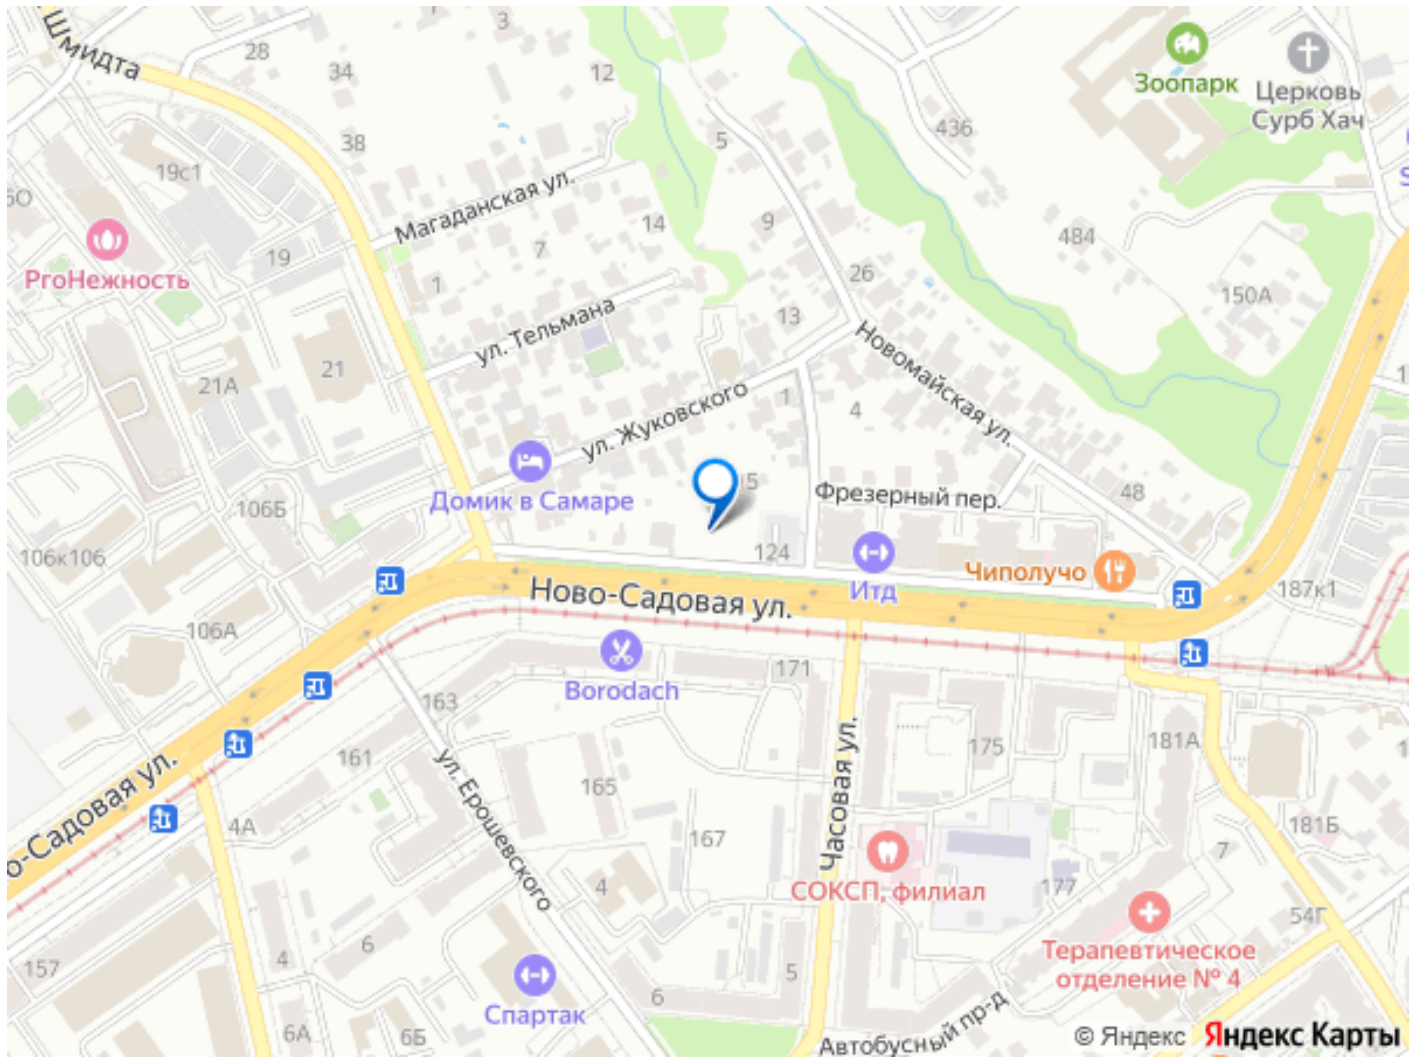 Шмидта
28
3
34
12
38
5
436
Зоопарк
Церковь
Сурб Хач
19с1
Магаданская ул.
14
9
484
19
7
26
150А
РгоНежность
1
ул. Тельмана
13
Новомайская ул.
21
21А
ул. Жуковского
1
4
5
48
Домик в Самаре
Фрезерный пер.
106Б
106к106
124
Итд
Чиполучо
187к1
Ново-Садовая ул.
106А
163
Borodach
171
175
181А
161
ул. Ерошевского
165
Часовая ул.
о-Садовая ул.
4А
167
181Б
7
4
СОКСП, филиал
177
54Г
157
4
6
Терапевтическое
отделение № 4
5
6
Спартак
6А
6Б
Автобусный пр-д
© Яндекс
Яндекс Карты